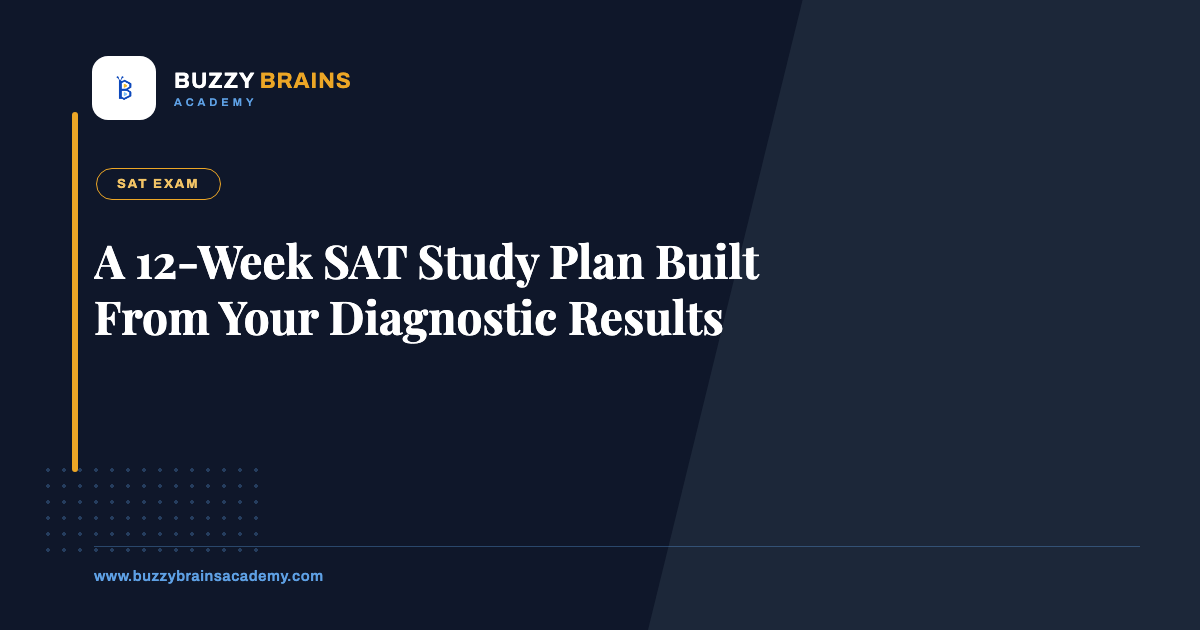 BUZZY BRAINS
ACADEMY
SAT EXAM
A 12-Week SAT Study Plan Built
From Your Diagnostic Results
www.buzzybrainsacademy.com